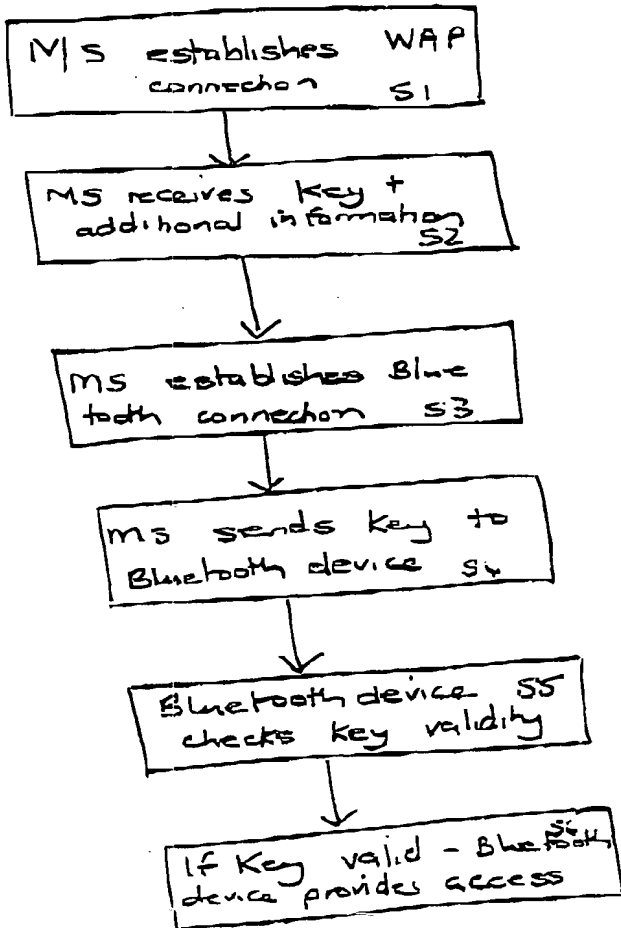 MS establishes WAP
connection S1
MS receives Key +
additional information
S2
MS establishes Blue
tooth connection S3
MS sends Key to
Bluetooth device S4
Bluetooth device S5
checks Key validity
S6
If Key valid - Bluetooth
device provides access